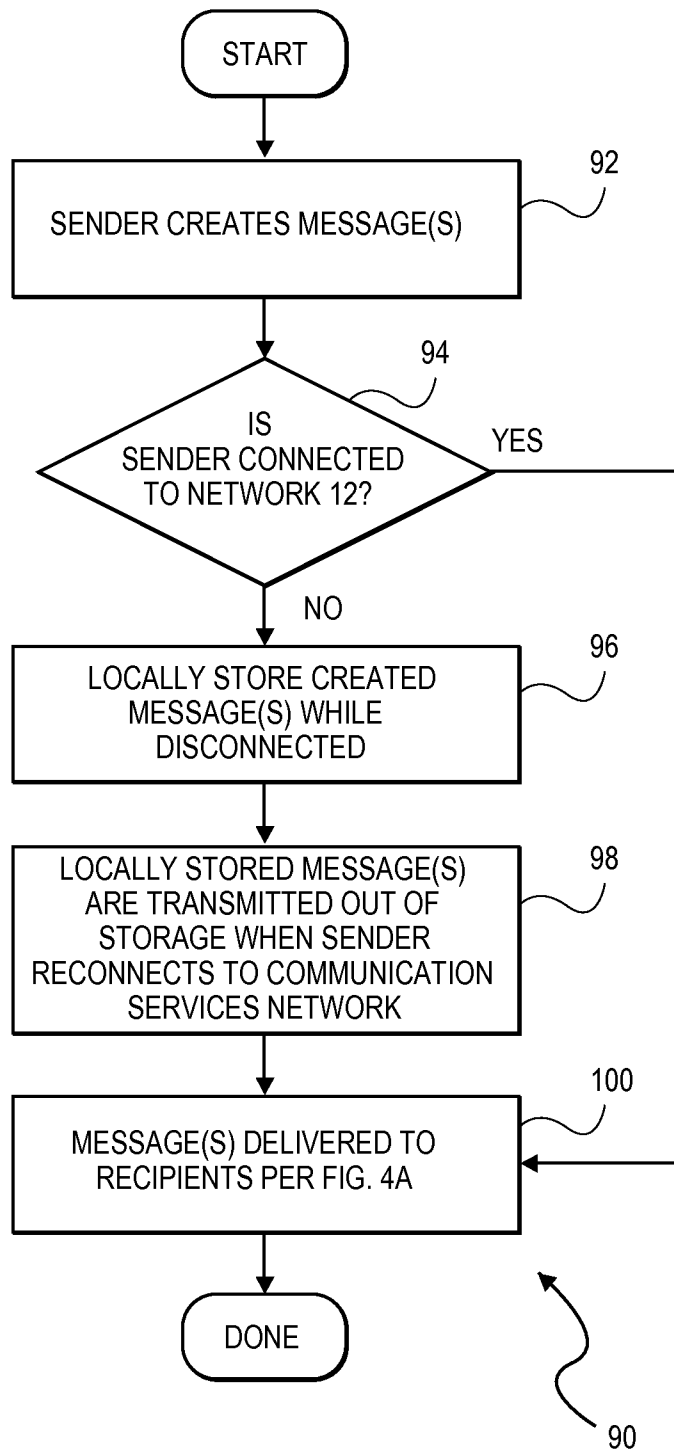 START
92
SENDER CREATES MESSAGE(S)
94
IS
SENDER CONNECTED
TO NETWORK 12?
YES
NO
96
LOCALLY STORE CREATED
MESSAGE(S) WHILE
DISCONNECTED
98
LOCALLY STORED MESSAGE(S)
ARE TRANSMITTED OUT OF
STORAGE WHEN SENDER
RECONNECTS TO COMMUNICATION
SERVICES NETWORK
100
MESSAGE(S) DELIVERED TO
RECIPIENTS PER FIG. 4A
DONE
90